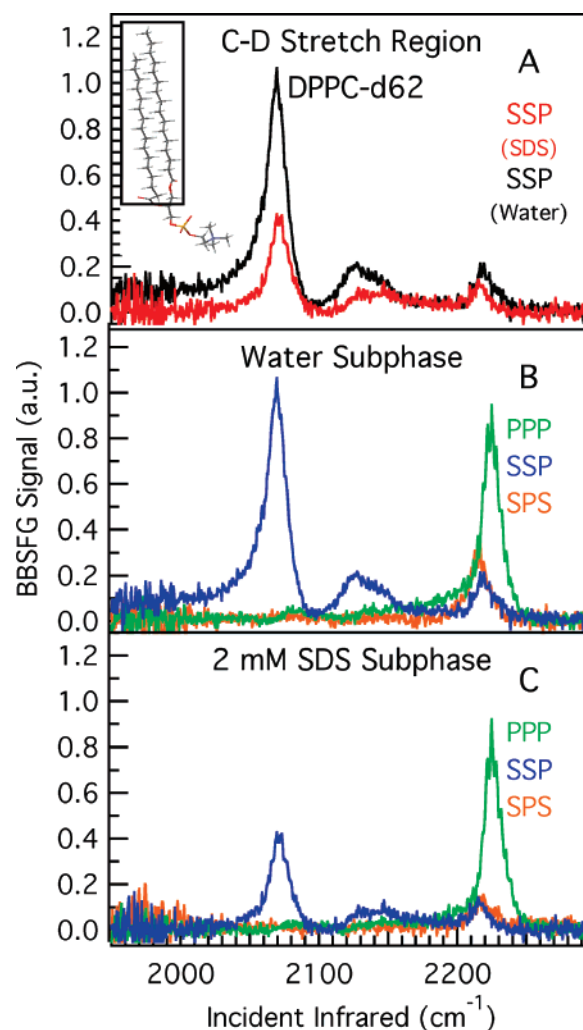 C-D Stretch Region
A
DPPC-d62
SSP
(SDS)
SSP
(Water)
1.2
1.0
0.8
0.6
0.4
0.2
0.0
Water Subphase
B
PPP
SSP
SPS
1.2
1.0
0.8
0.6
0.4
0.2
0.0
BBSFG Signal (a.u.)
2 mM SDS Subphase
C
PPP
SSP
SPS
1.2
1.0
0.8
0.6
0.4
0.2
0.0
2000 2100 2200
Incident Infrared (cm⁻¹)